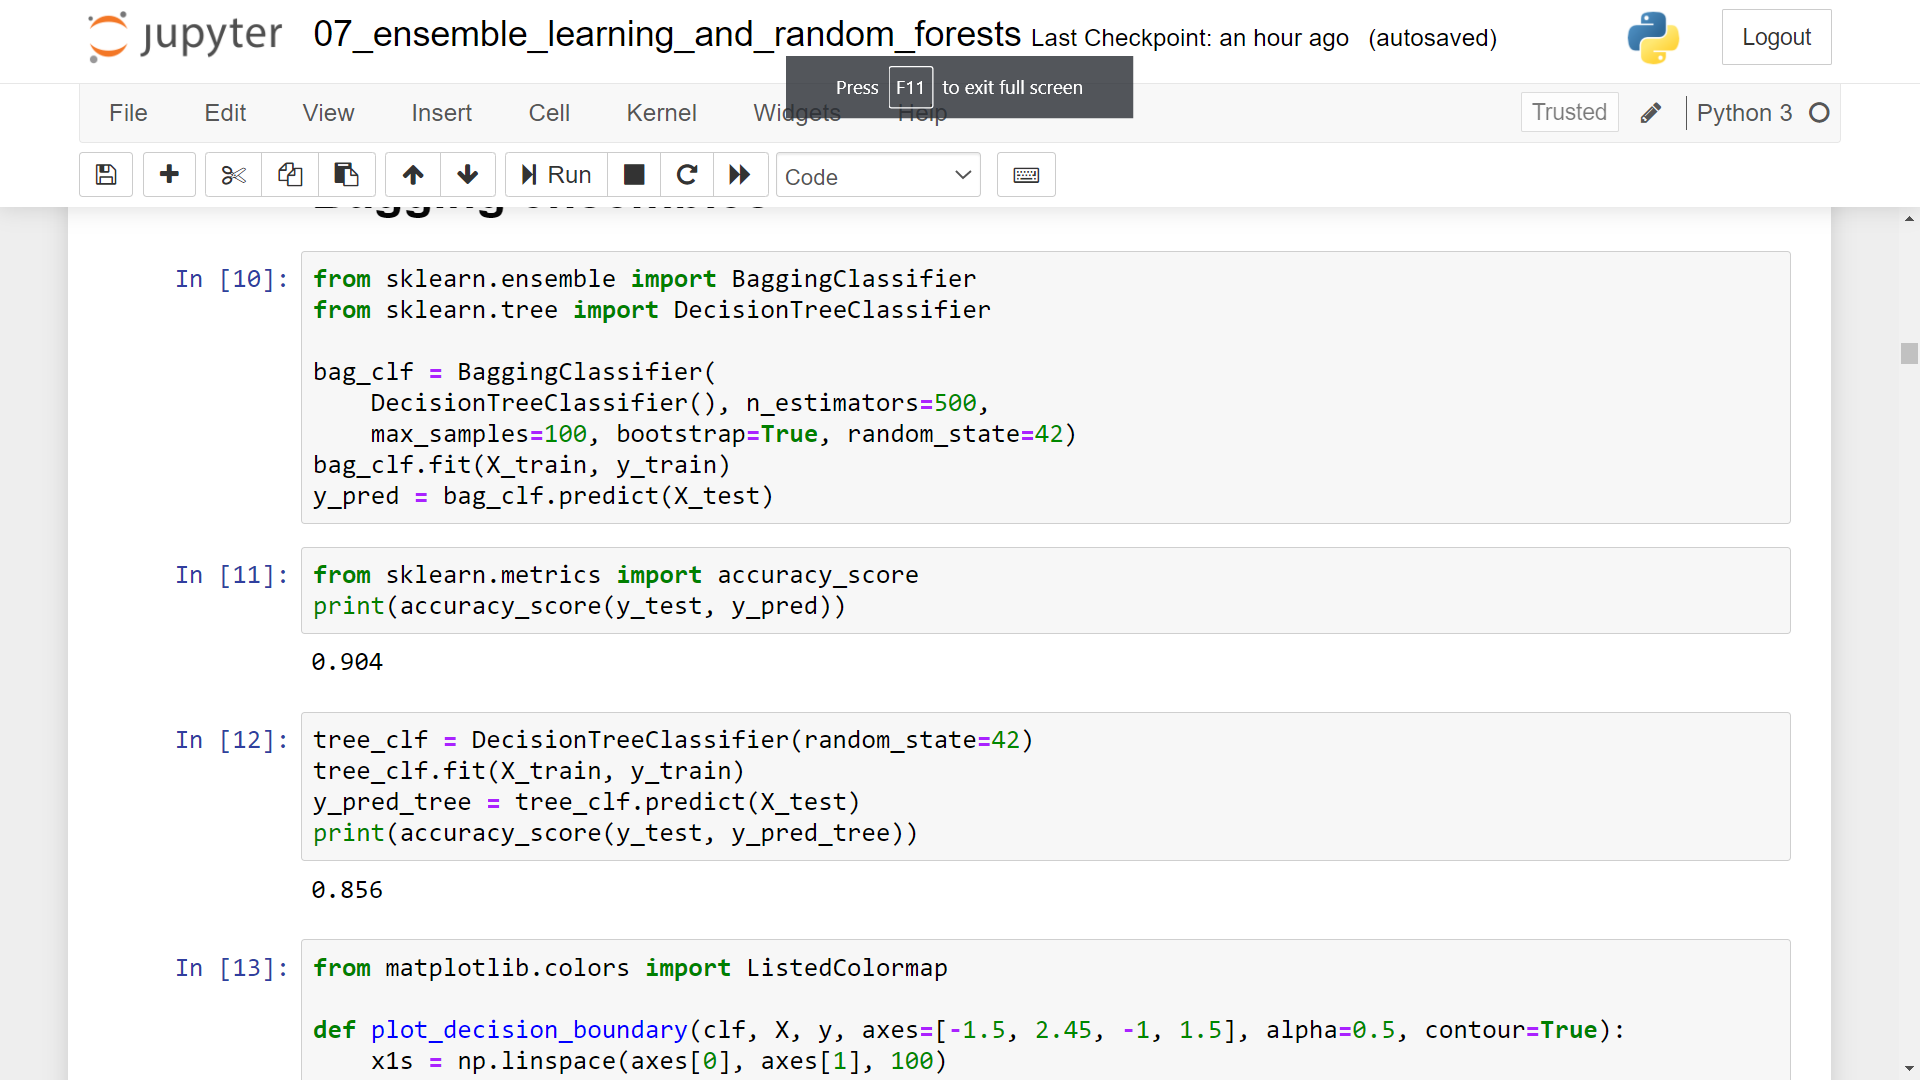 jupyter 07_ensemble_learning_and_random_forests Last Checkpoint: an hour ago (autosaved)
Logout
Press F11 to exit full screen
File Edit View Insert Cell Kernel Widgets Help
Trusted
Python 3
Run
Code
Bagging ensembles
In [10]:
from sklearn.ensemble import BaggingClassifier
from sklearn.tree import DecisionTreeClassifier
bag_clf = BaggingClassifier(
DecisionTreeClassifier(), n_estimators=500,
max_samples=100, bootstrap=True, random_state=42)
bag_clf.fit(X_train, y_train)
y_pred = bag_clf.predict(X_test)
In [11]:
from sklearn.metrics import accuracy_score
print(accuracy_score(y_test, y_pred))
0.904
In [12]:
tree_clf = DecisionTreeClassifier(random_state=42)
tree_clf.fit(X_train, y_train)
y_pred_tree = tree_clf.predict(X_test)
print(accuracy_score(y_test, y_pred_tree))
0.856
In [13]:
from matplotlib.colors import ListedColormap
def plot_decision_boundary(clf, X, y, axes=[-1.5, 2.45, -1, 1.5], alpha=0.5, contour=True):
x1s = np.linspace(axes[0], axes[1], 100)